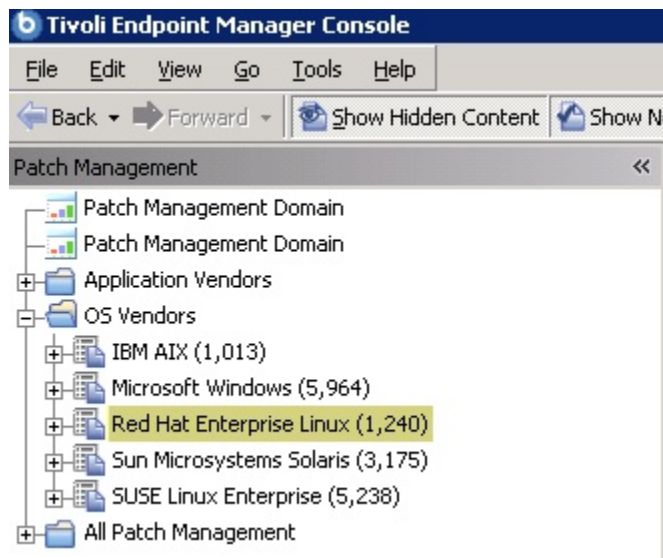 Tivoli Endpoint Manager Console
File Edit View Go Tools Help
Back Forward Show Hidden Content Show N
Patch Management
Patch Management Domain
Patch Management Domain
Application Vendors
OS Vendors
IBM AIX (1,013)
Microsoft Windows (5,964)
Red Hat Enterprise Linux (1,240)
Sun Microsystems Solaris (3,175)
SUSE Linux Enterprise (5,238)
All Patch Management